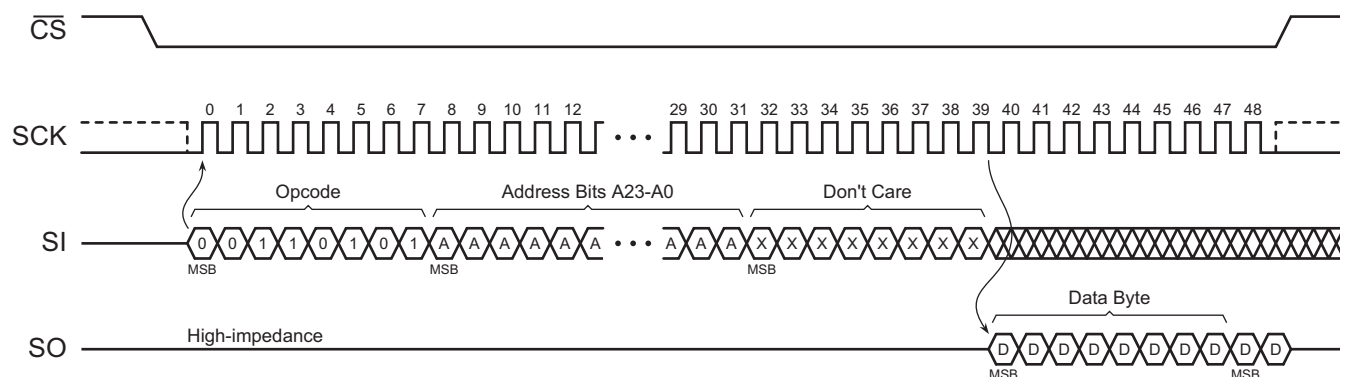 CS
0 1 2 3 4 5 6 7 8 9 10 11 12 29 30 31 32 33 34 35 36 37 38 39 40 41 42 43 44 45 46 47 48
SCK
Opcode Address Bits A23-A0 Don't Care
SI 0 0 1 1 0 1 0 1 A A A A A A A A A X X X X X X X X
MSB MSB MSB
Data Byte
High-impedance
SO D D D D D D D D D D
MSB MSB